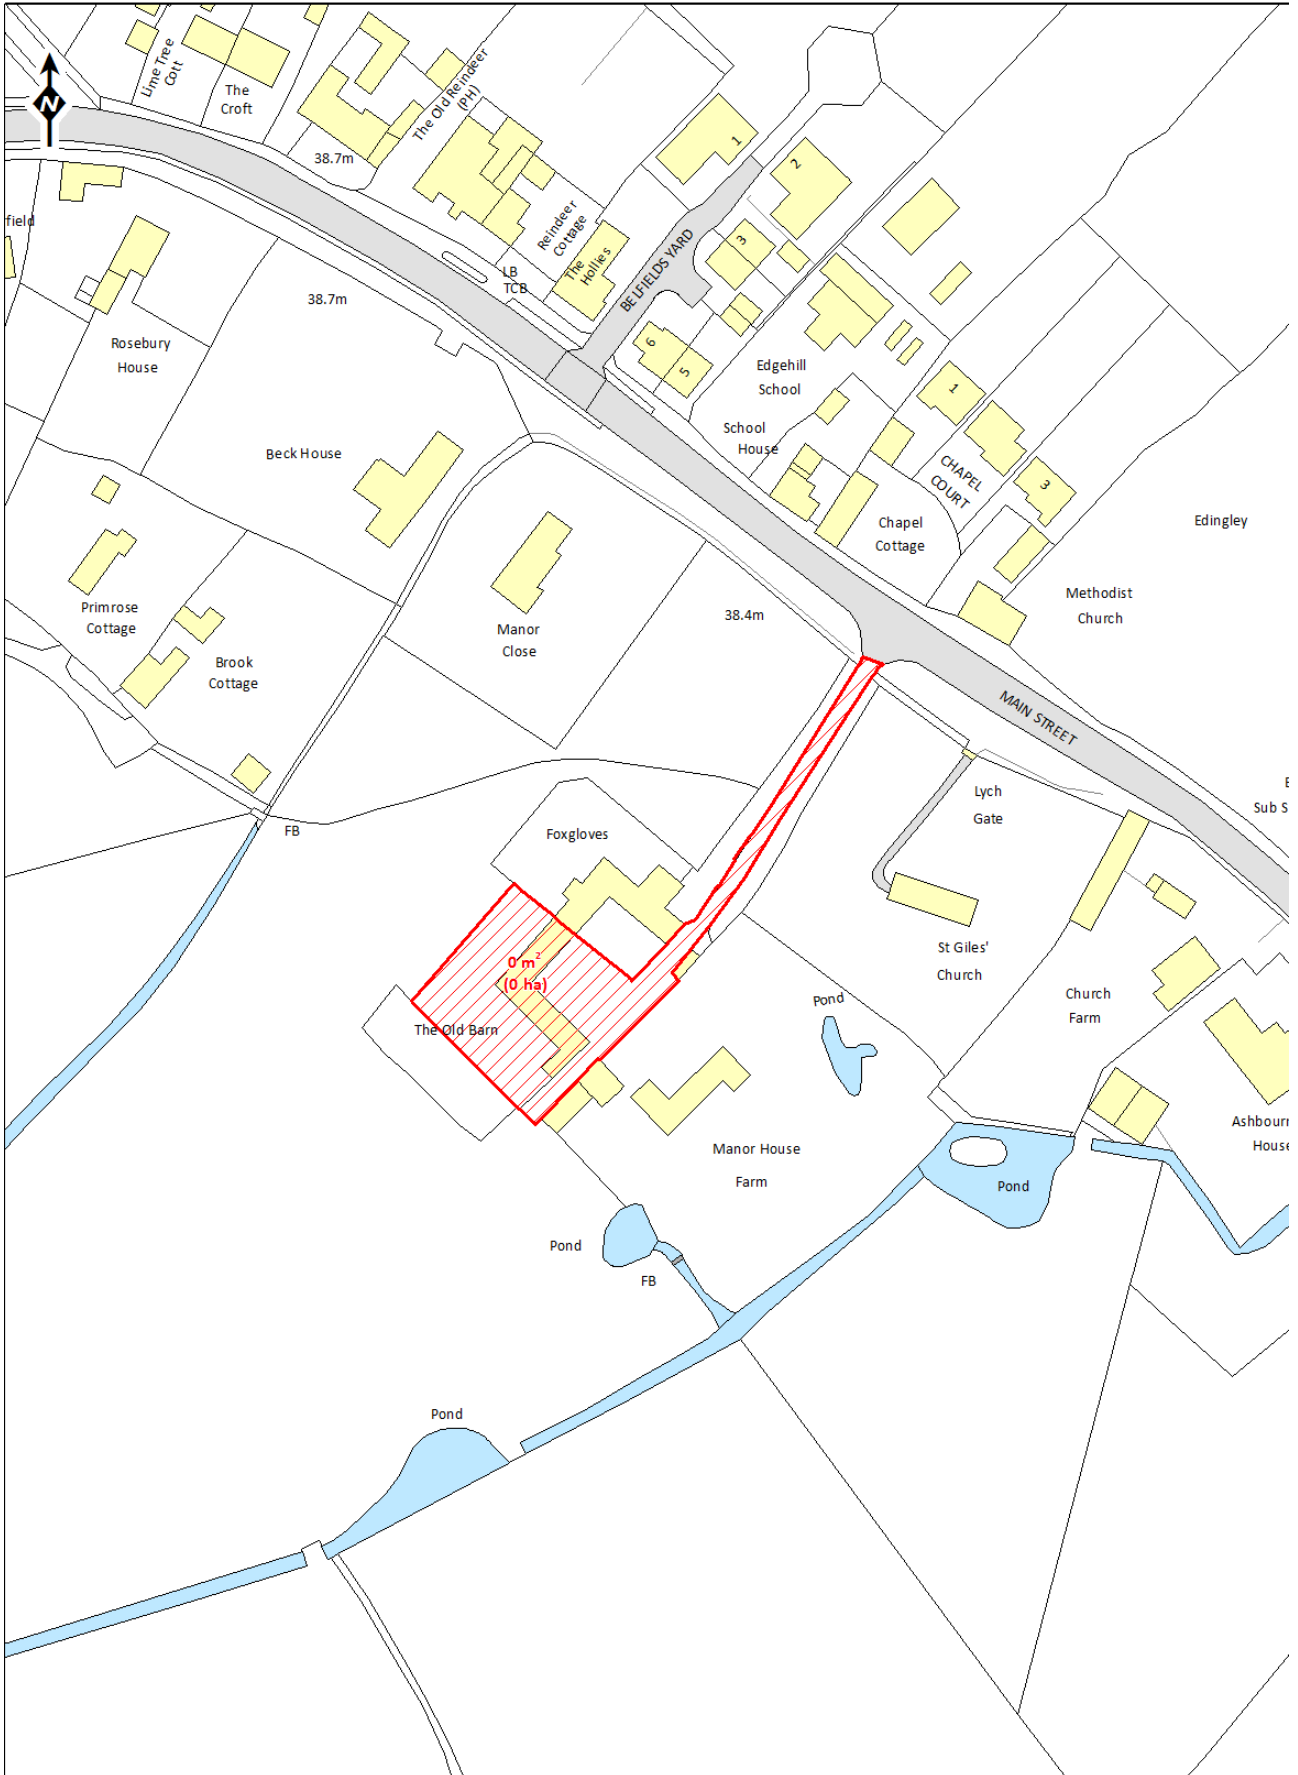 N
Lime Tree
Cott
The
Croft
The Old Reindeer
(PH)
38.7m
1
2
3
Reindeer
Cottage
The
Hollies
BELFIELDS YARD
LB
TCB
38.7m
6
5
Rosebury
House
Edgehill
School
School
House
1
3
CHAPEL
COURT
Beck House
Chapel
Cottage
Edingley
Methodist
Church
Primrose
Cottage
38.4m
Manor
Close
Brook
Cottage
MAIN STREET
Lych
Gate
Sub S
FB
Foxgloves
St Giles'
Church
0 m²
(0 ha)
Church
Farm
Pond
The Old Barn
Ashbourn
House
Manor House
Farm
Pond
Pond
FB
Pond